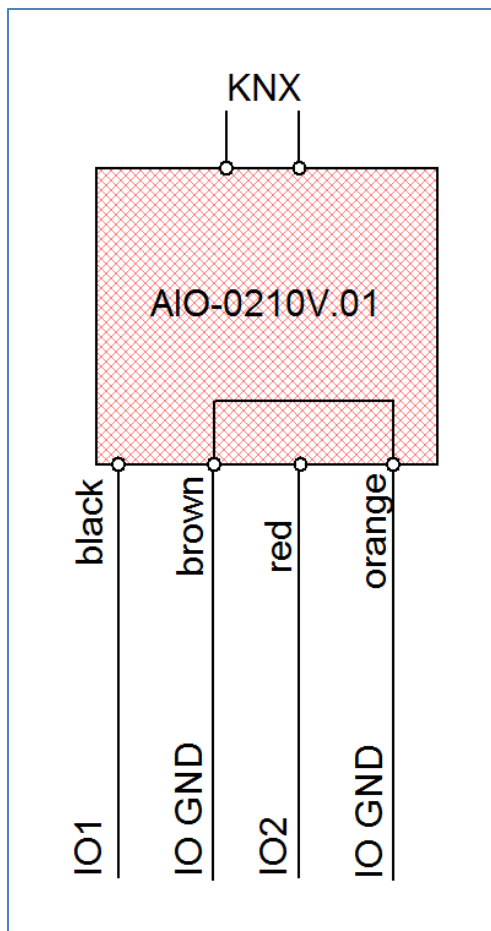 KNX
AIO-0210V.01
black
brown
red
orange
IO1
IO GND
IO2
IO GND